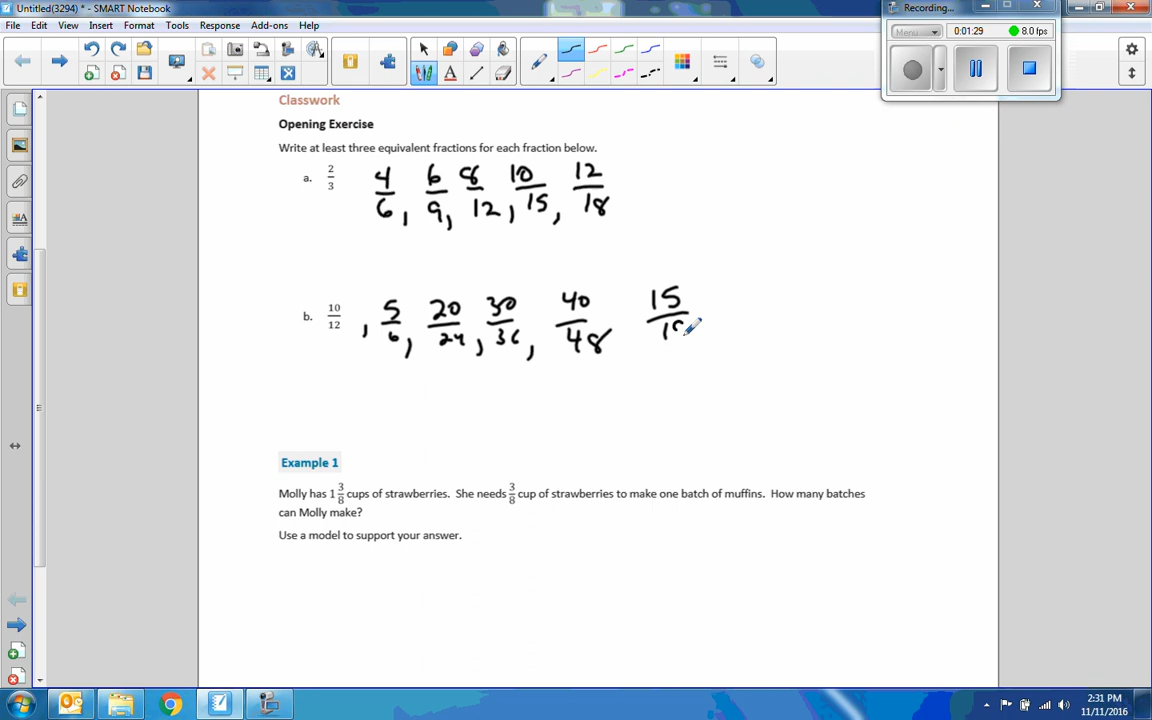 Untitled(3294) * - SMART Notebook
File Edit View Insert Format Tools Response Add-ons Help
Recording...
Menu 0:01:29 8.0 fps
Classwork
Opening Exercise
Write at least three equivalent fractions for each fraction below.
a. 2/3 4/6, 6/9, 8/12, 10/15, 12/18
b. 10/12, 5/6, 20/24, 30/36, 40/48 15/18
Example 1
Molly has 1 3/8 cups of strawberries. She needs 3/8 cup of strawberries to make one batch of muffins. How many batches
can Molly make?
Use a model to support your answer.
2:31 PM
11/11/2016